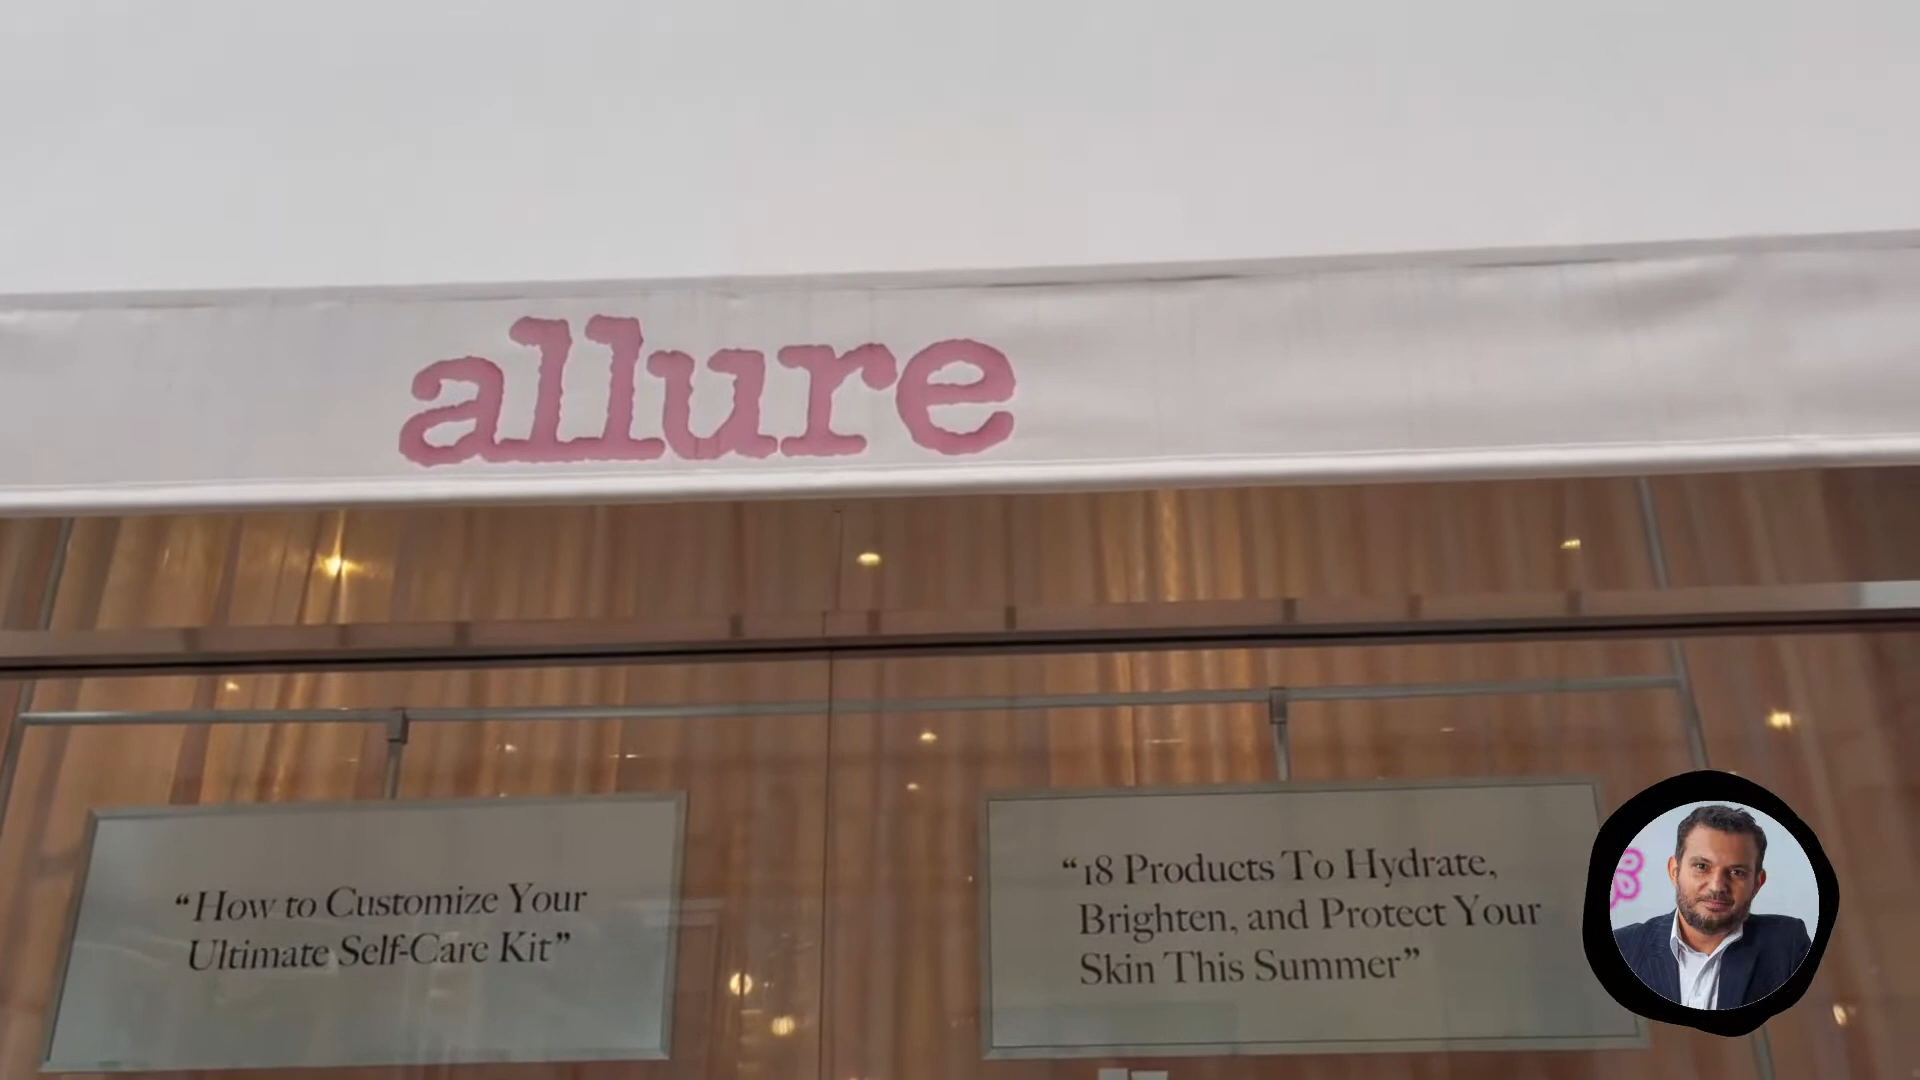 allure
“How to Customize Your
Ultimate Self-Care Kit”
“18 Products To Hydrate,
Brighten, and Protect Your
Skin This Summer”